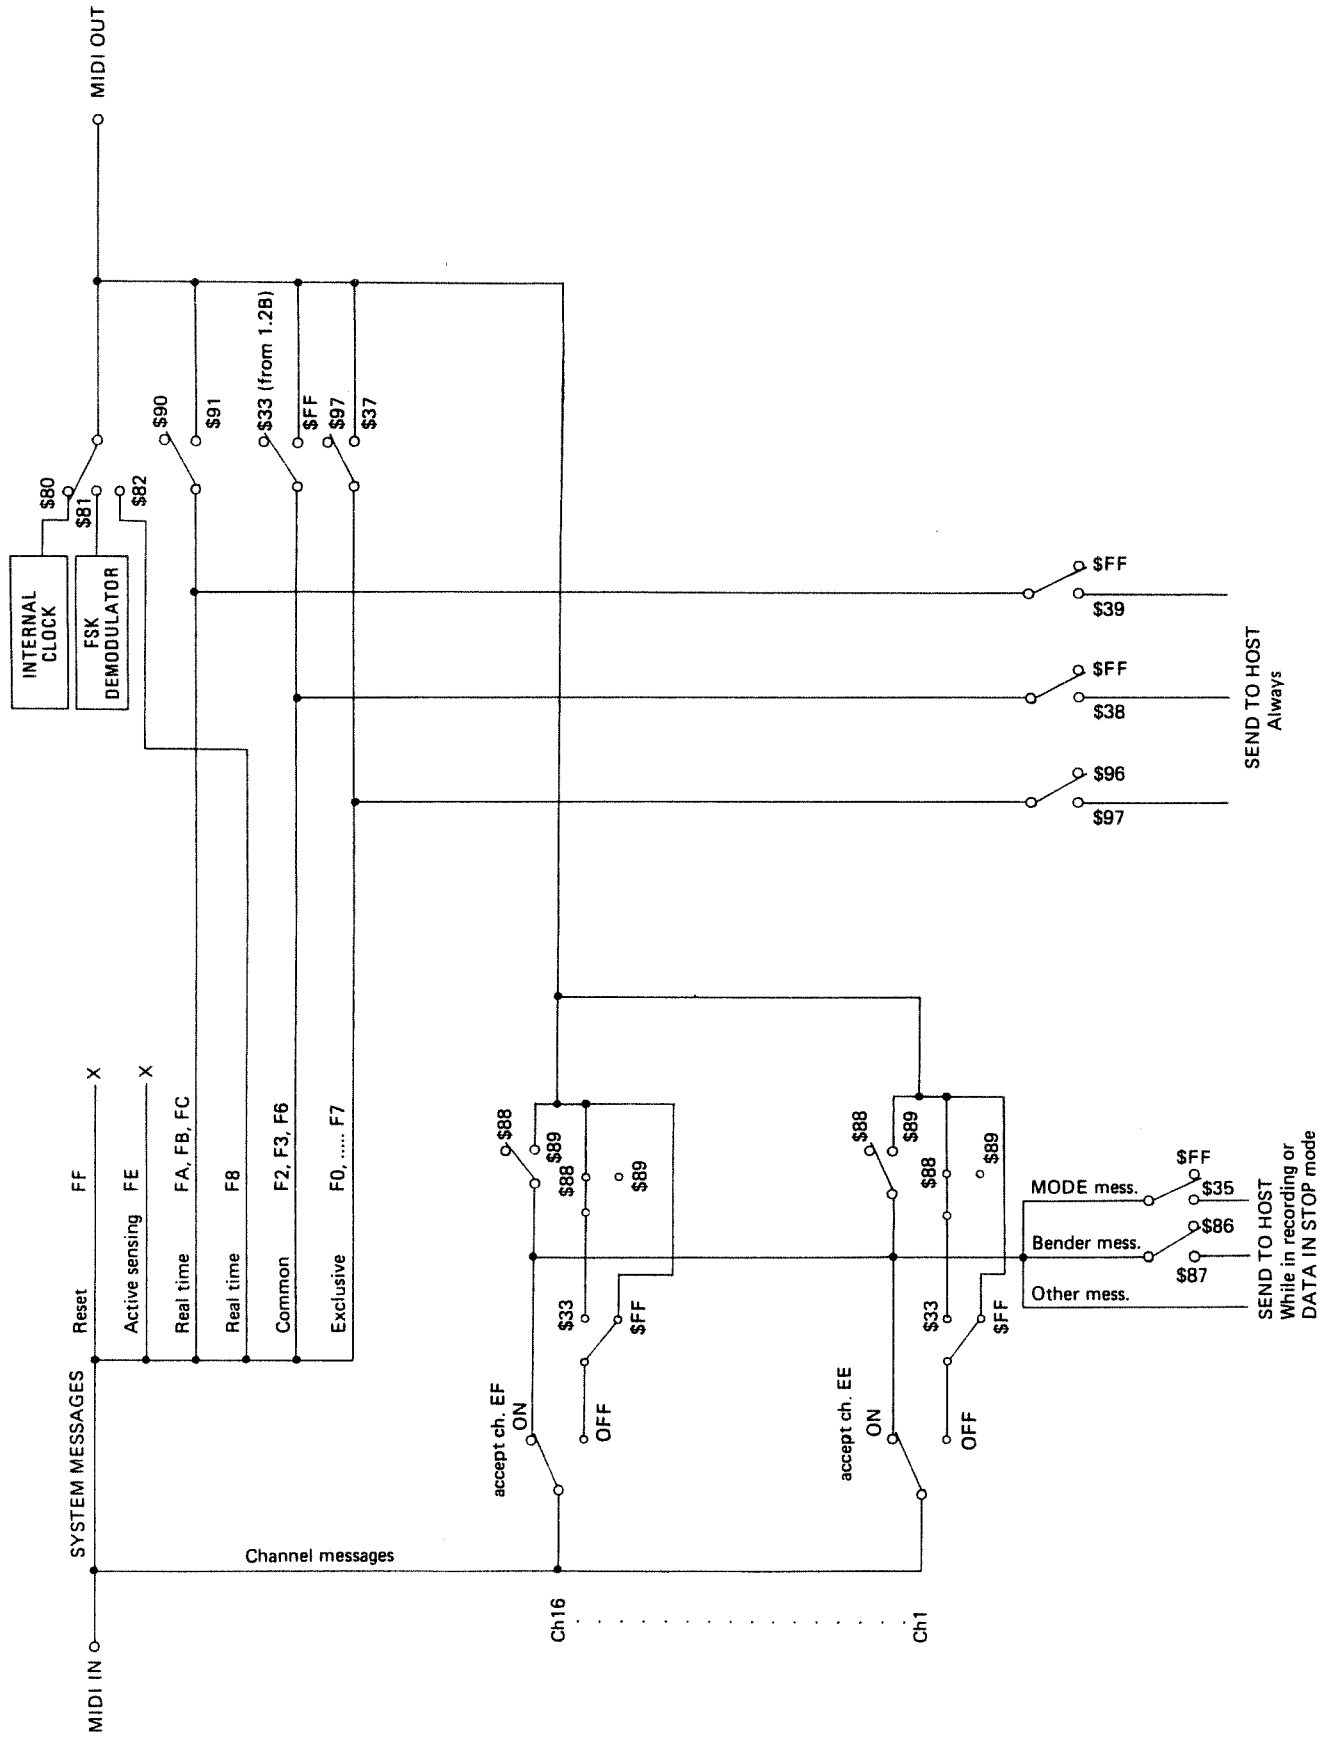 MIDI IN
MIDI OUT
SYSTEM MESSAGES
Reset FF X
Active sensing FE X
Real time FA, FB, FC
Real time F8
Common F2, F3, F6
Exclusive F0, ..... F7
INTERNAL
CLOCK
FSK
DEMODULATOR
$80
$81
$82
$90
$91
$33 (from 1.2B)
$FF
$97
$37
Channel messages
Ch16
Ch1
accept ch. EF
ON
OFF
$33
$FF
$88
$89
$88
$89
accept ch. EE
ON
OFF
$33
$FF
$88
$89
$88
$89
$FF
$39
$FF
$38
$96
$97
SEND TO HOST
Always
MODE mess.
$FF
$35
Bender mess.
$86
$87
Other mess.
SEND TO HOST
While in recording or
DATA IN STOP mode